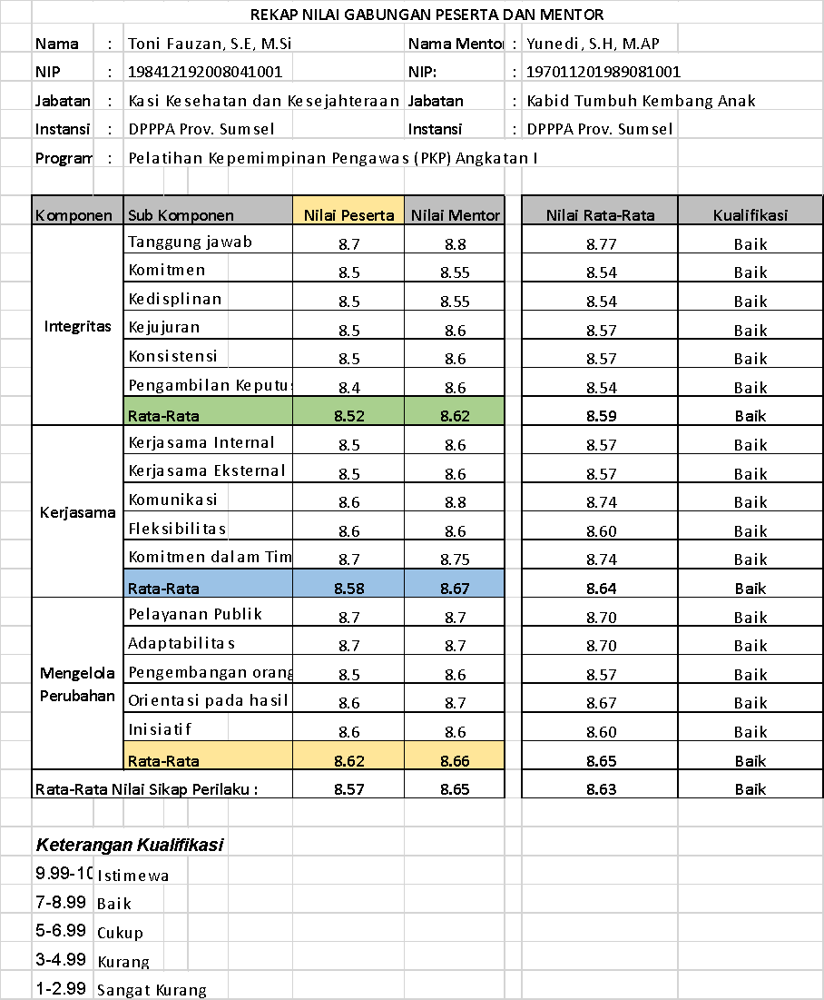 REKAP NILAI GABUNGAN PESERTA DAN MENTOR
Nama : Toni Fauzan, S.E, M.Si Nama Mentor : Yunedi, S.H, M.AP
NIP : 198412192008041001 NIP: : 197011201989081001
Jabatan : Kasi Kesehatan dan Kesejahteraan Jabatan : Kabid Tumbuh Kembang Anak
Instansi : DPPPA Prov. Sumsel Instansi : DPPPA Prov. Sumsel
Program : Pelatihan Kepemimpinan Pengawas (PKP) Angkatan I
Komponen Sub Komponen Nilai Peserta Nilai Mentor Nilai Rata-Rata Kualifikasi
Integritas
Tanggung jawab 8.7 8.8 8.77 Baik
Komitmen 8.5 8.55 8.54 Baik
Kedisplinan 8.5 8.55 8.54 Baik
Kejujuran 8.5 8.6 8.57 Baik
Konsistensi 8.5 8.6 8.57 Baik
Pengambilan Keputus 8.4 8.6 8.54 Baik
Rata-Rata 8.52 8.62 8.59 Baik
Kerjasama
Kerjasama Internal 8.5 8.6 8.57 Baik
Kerjasama Eksternal 8.5 8.6 8.57 Baik
Komunikasi 8.6 8.8 8.74 Baik
Fleksibilitas 8.6 8.6 8.60 Baik
Komitmen dalam Tim 8.7 8.75 8.74 Baik
Rata-Rata 8.58 8.67 8.64 Baik
Mengelola
Perubahan
Pelayanan Publik 8.7 8.7 8.70 Baik
Adaptabilitas 8.7 8.7 8.70 Baik
Pengembangan orang 8.5 8.6 8.57 Baik
Orientasi pada hasil 8.6 8.7 8.67 Baik
Inisiatif 8.6 8.6 8.60 Baik
Rata-Rata 8.62 8.66 8.65 Baik
Rata-Rata Nilai Sikap Perilaku : 8.57 8.65 8.63 Baik
Keterangan Kualifikasi
9.99-10 Istimewa
7-8.99 Baik
5-6.99 Cukup
3-4.99 Kurang
1-2.99 Sangat Kurang